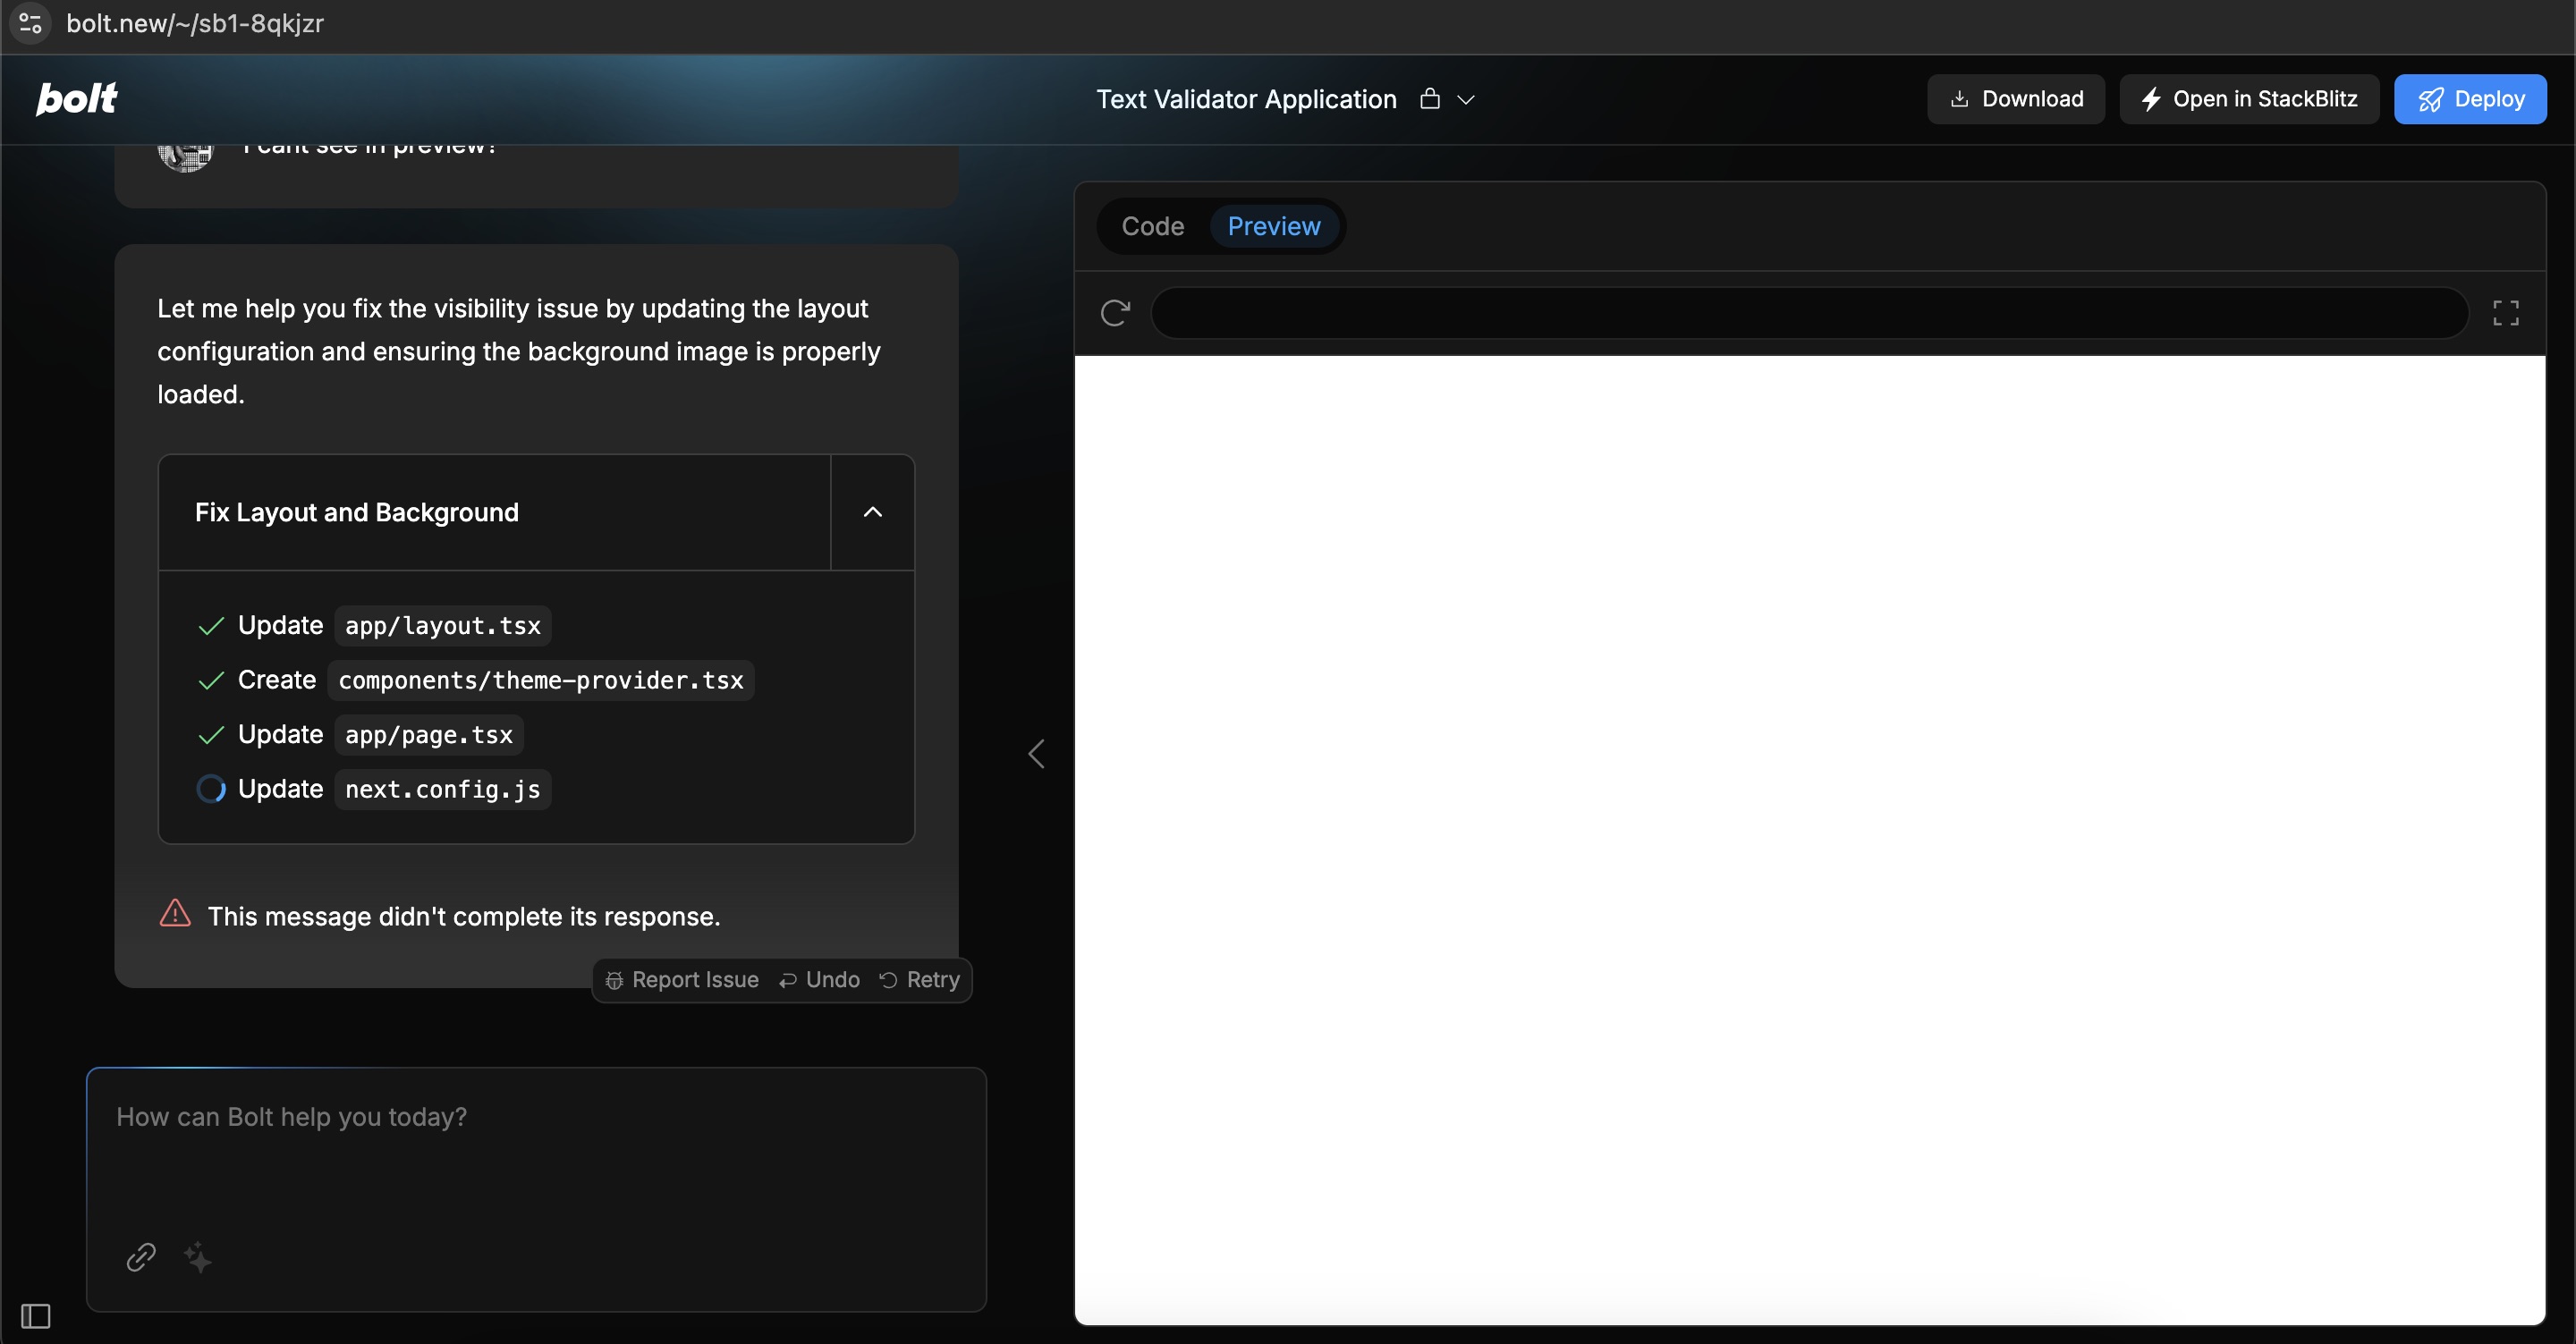 bolt.new/~/sb1-8qkjzr
bolt
Text Validator Application
Download
Open in StackBlitz
Deploy
I cant see in preview!
Let me help you fix the visibility issue by updating the layout
configuration and ensuring the background image is properly
loaded.
Fix Layout and Background
Update app/layout.tsx
Create components/theme-provider.tsx
Update app/page.tsx
Update next.config.js
This message didn't complete its response.
Report Issue
Undo
Retry
How can Bolt help you today?
Code
Preview